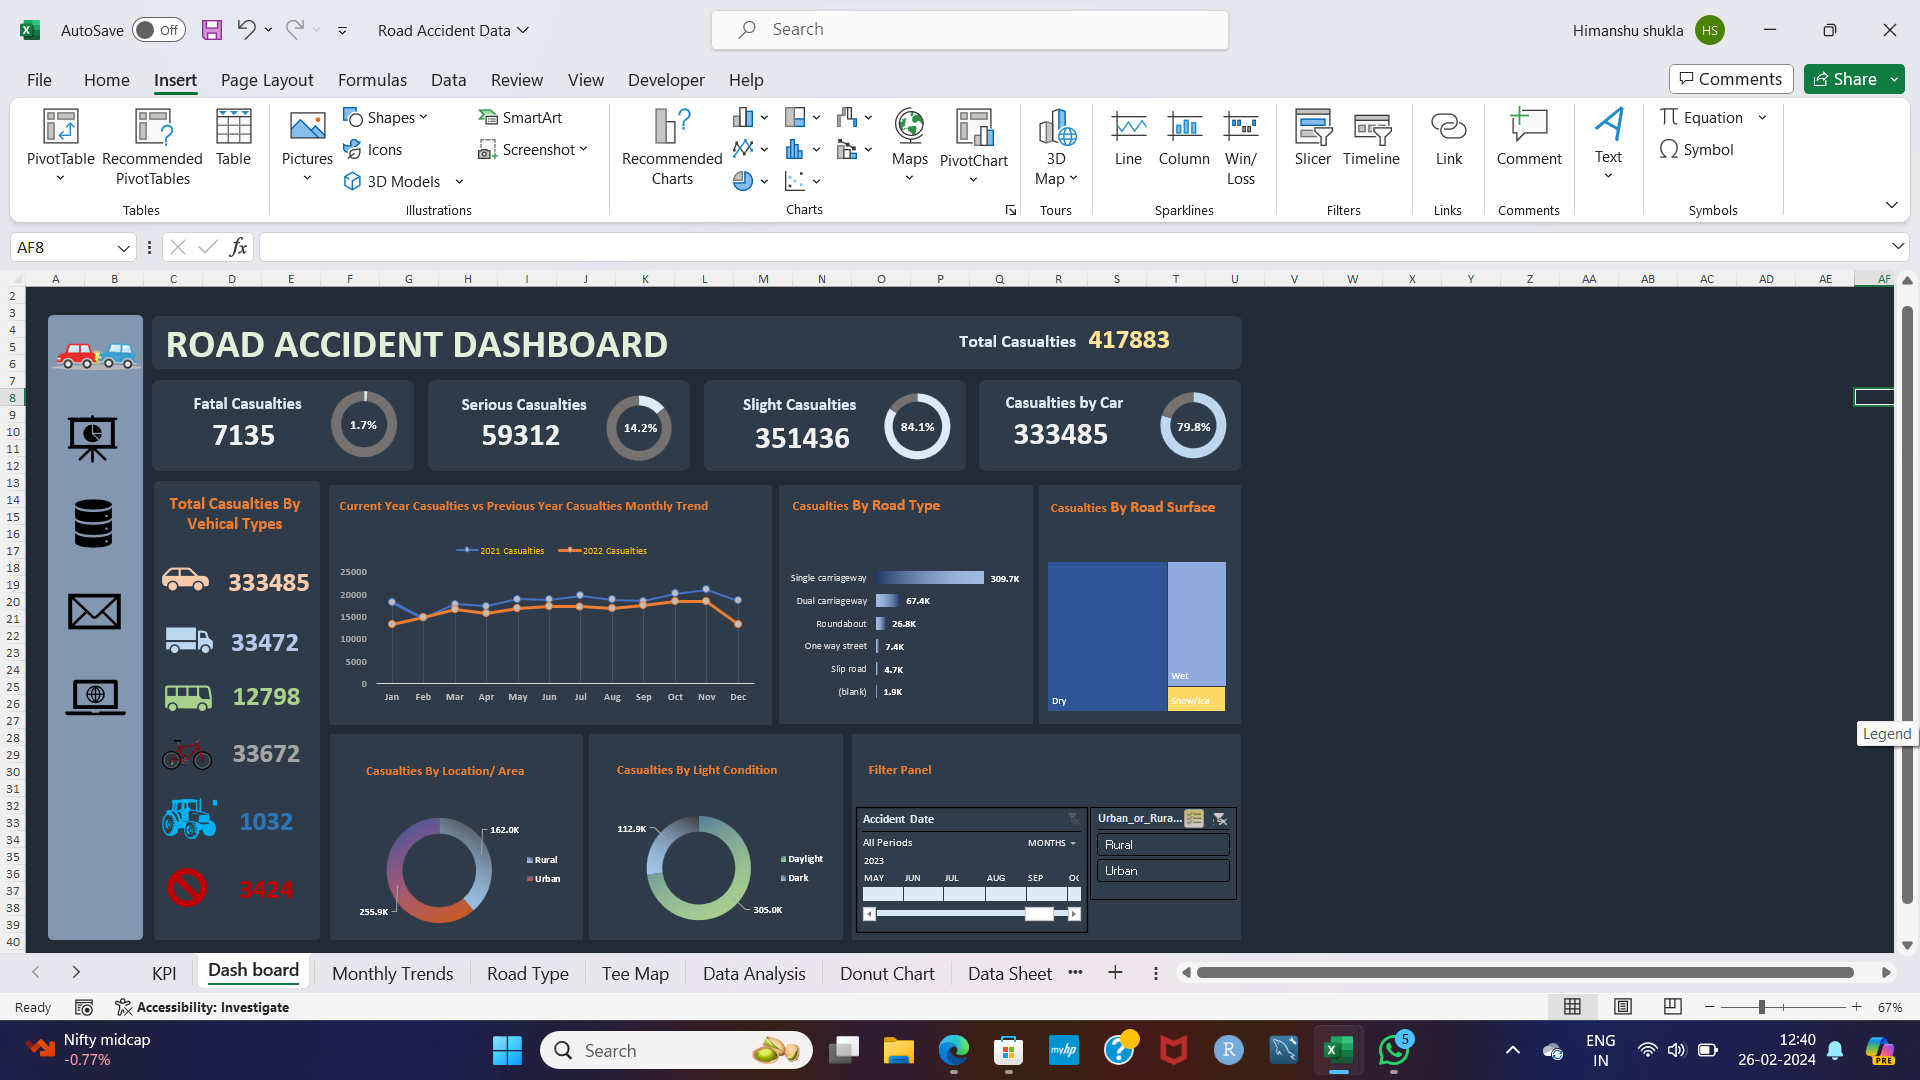 AutoSave Off Road Accident Data Search Himanshu shukla HS
File Home Insert Page Layout Formulas Data Review View Developer Help Comments Share
PivotTable Recommended PivotTables Table
Tables
Pictures Shapes Icons 3D Models SmartArt Screenshot
Illustrations
Recommended Charts Maps PivotChart
Charts
3D Map
Tours
Line Column Win/ Loss
Sparklines
Slicer Timeline
Filters
Link
Links
Comment
Comments
Text
Equation Symbol
Symbols
AF8 fx
A B C D E F G H I J K L M N O P Q R S T U V W X Y Z AA AB AC AD AE AF
2
3
4
5
6
7
8
9
10
11
12
13
14
15
16
17
18
19
20
21
22
23
24
25
26
27
28
29
30
31
32
33
34
35
36
37
38
39
40
ROAD ACCIDENT DASHBOARD
Total Casualties 417883
Fatal Casualties
7135
1.7%
Serious Casualties
59312
14.2%
Slight Casualties
351436
84.1%
Casualties by Car
333485
79.8%
Total Casualties By
Vehical Types
333485
33472
12798
33672
1032
3424
Current Year Casualties vs Previous Year Casualties Monthly Trend
2021 Casualties 2022 Casualties
25000
20000
15000
10000
5000
0
Jan Feb Mar Apr May Jun Jul Aug Sep Oct Nov Dec
Casualties By Road Type
Single carriageway 309.7K
Dual carriageway 67.4K
Roundabout 26.8K
One way street 7.4K
Slip road 4.7K
(blank) 1.9K
Casualties By Road Surface
Wet
Dry
Snow/Ice
Legend
Casualties By Location/ Area
162.0K
Rural
Urban
255.9K
Casualties By Light Condition
112.9K
Daylight
Dark
305.0K
Filter Panel
Accident Date
All Periods MONTHS
2023
MAY JUN JUL AUG SEP OC
Urban_or_Rura...
Rural
Urban
KPI Dash board Monthly Trends Road Type Tee Map Data Analysis Donut Chart Data Sheet ...
Ready Accessibility: Investigate 67%
Nifty midcap
-0.77%
Search
myhp
R
5
ENG
IN
12:40
26-02-2024
PRE